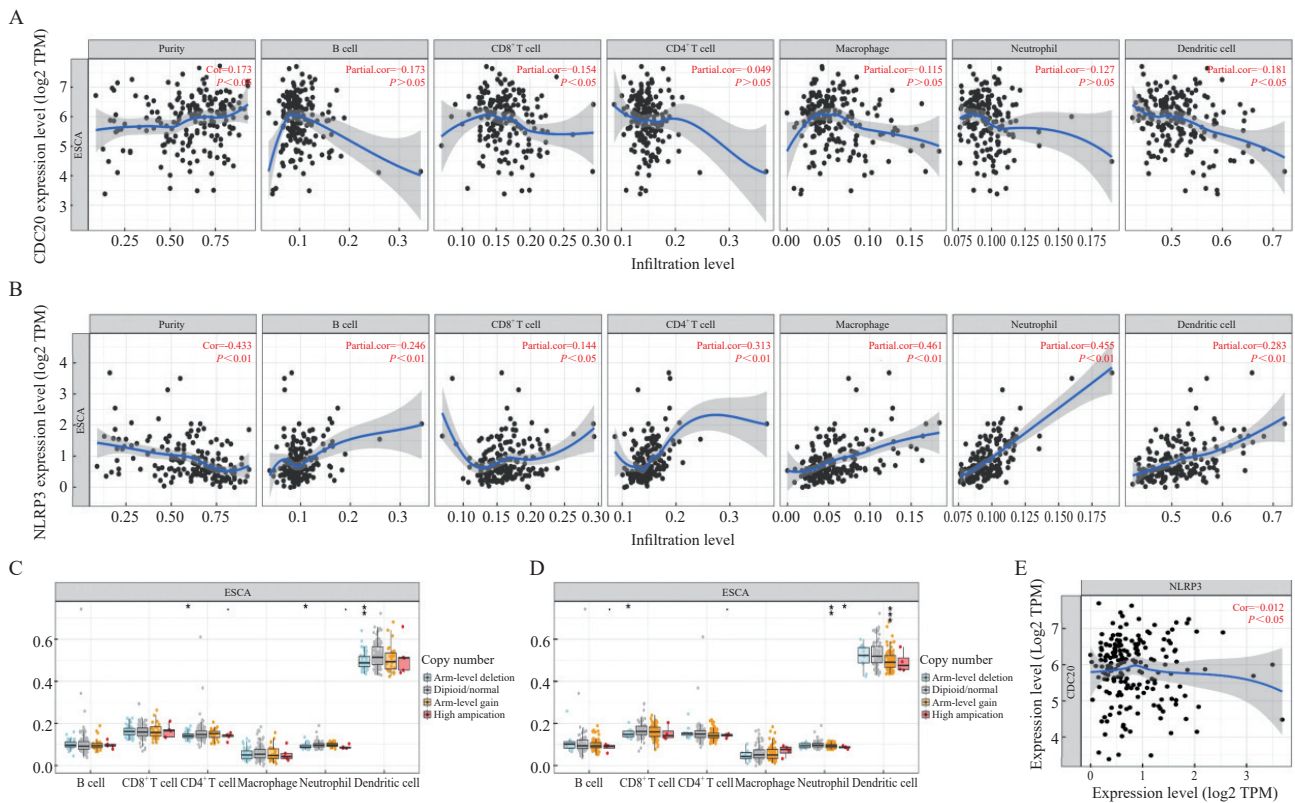 A
Purity
B cell
CD8+T cell
CD4+T cell
Macrophage
Neutrophil
Dendritic cell
CDC20 expression level (log2 TPM)
ESCA
Cor=0.173
P<0.05
Partial.cor=−0.173
P>0.05
Partial.cor=−0.154
P<0.05
Partial.cor=−0.049
P>0.05
Partial.cor=−0.115
P>0.05
Partial.cor=−0.127
P>0.05
Partial.cor=−0.181
P<0.05
7
6
5
4
3
0.25 0.50 0.75
0.1 0.2 0.3
0.10 0.15 0.20 0.25 0.30
0.1 0.2 0.3
0.00 0.05 0.10 0.15
0.075 0.100 0.125 0.150 0.175
0.5 0.6 0.7
Infiltration level
B
Purity
B cell
CD8+T cell
CD4+T cell
Macrophage
Neutrophil
Dendritic cell
NLRP3 expression level (log2 TPM)
ESCA
Cor=-0.433
P<0.01
Partial.cor=−0.246
P<0.01
Partial.cor=0.144
P<0.05
Partial.cor=0.313
P<0.01
Partial.cor=0.461
P<0.01
Partial.cor=0.455
P<0.01
Partial.cor=0.283
P<0.01
4
3
2
1
0
0.25 0.50 0.75
0.1 0.2 0.3
0.10 0.15 0.20 0.25 0.30
0.1 0.2 0.3
0.00 0.05 0.10 0.15
0.075 0.100 0.125 0.150 0.175
0.5 0.6 0.7
Infiltration level
C
ESCA
* . * . **
0.6
0.4
0.2
0.0
B cell CD8+T cell CD4+T cell Macrophage Neutrophil Dendritic cell
Copy number
Arm-level deletion
Dipioid/normal
Arm-level gain
High ampication
D
ESCA
. * . ** * ***
0.6
0.4
0.2
0.0
B cell CD8+T cell CD4+T cell Macrophage Neutrophil Dendritic cell
Copy number
Arm-level deletion
Dipioid/normal
Arm-level gain
High ampication
E
NLRP3
Expression level (Log2 TPM)
CDC20
Cor=−0.012
P<0.05
7
6
5
4
0 1 2 3
Expression level (log2 TPM)